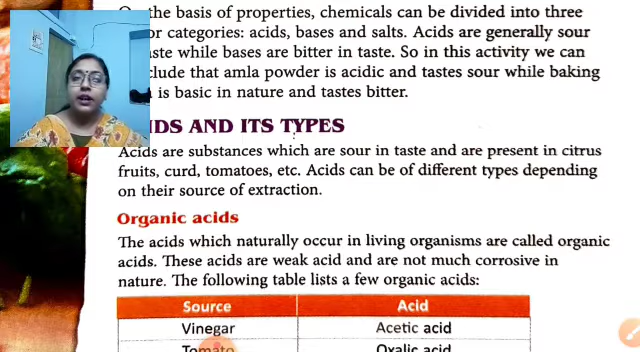 the basis of properties, chemicals can be divided into three
categories: acids, bases and salts. Acids are generally sour
while bases are bitter in taste. So in this activity we can
that amla powder is acidic and tastes sour while baking
is basic in nature and tastes bitter.
AND ITS TYPES
Acids are substances which are sour in taste and are present in citrus
fruits, curd, tomatoes, etc. Acids can be of different types depending
on their source of extraction.
Organic acids
The acids which naturally occur in living organisms are called organic
acids. These acids are weak acid and are not much corrosive in
nature. The following table lists a few organic acids:
Source Acid
Vinegar Acetic acid
Tomato Oxalic acid